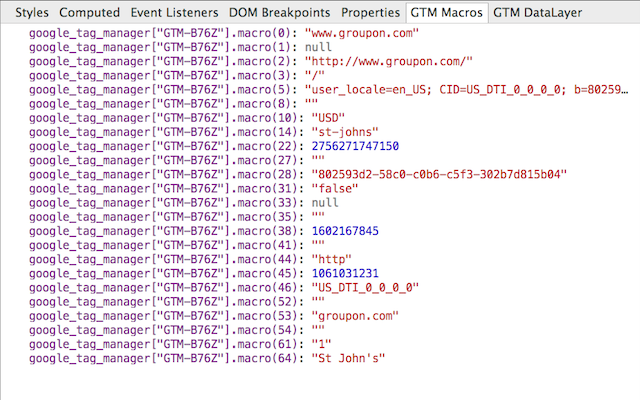 Styles Computed Event Listeners DOM Breakpoints Properties GTM Macros GTM DataLayer
google_tag_manager["GTM-B76Z"].macro(0): "www.groupon.com"
google_tag_manager["GTM-B76Z"].macro(1): null
google_tag_manager["GTM-B76Z"].macro(2): "http://www.groupon.com/"
google_tag_manager["GTM-B76Z"].macro(3): "/"
google_tag_manager["GTM-B76Z"].macro(5): "user_locale=en_US; CID=US_DTI_0_0_0_0; b=80259…
google_tag_manager["GTM-B76Z"].macro(8): ""
google_tag_manager["GTM-B76Z"].macro(10): "USD"
google_tag_manager["GTM-B76Z"].macro(14): "st-johns"
google_tag_manager["GTM-B76Z"].macro(22): 2756271747150
google_tag_manager["GTM-B76Z"].macro(27): ""
google_tag_manager["GTM-B76Z"].macro(28): "802593d2-58c0-c0b6-c5f3-302b7d815b04"
google_tag_manager["GTM-B76Z"].macro(31): "false"
google_tag_manager["GTM-B76Z"].macro(33): null
google_tag_manager["GTM-B76Z"].macro(35): ""
google_tag_manager["GTM-B76Z"].macro(38): 1602167845
google_tag_manager["GTM-B76Z"].macro(41): ""
google_tag_manager["GTM-B76Z"].macro(44): "http"
google_tag_manager["GTM-B76Z"].macro(45): 1061031231
google_tag_manager["GTM-B76Z"].macro(46): "US_DTI_0_0_0_0"
google_tag_manager["GTM-B76Z"].macro(52): ""
google_tag_manager["GTM-B76Z"].macro(53): "groupon.com"
google_tag_manager["GTM-B76Z"].macro(54): ""
google_tag_manager["GTM-B76Z"].macro(61): "1"
google_tag_manager["GTM-B76Z"].macro(64): "St John's"